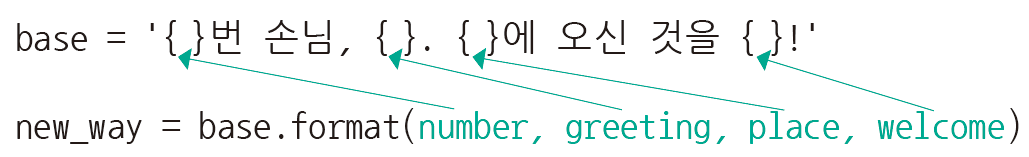 base = '{}번 손님, {}. {}에 오신 것을 {}!'
new_way = base.format(number, greeting, place, welcome)